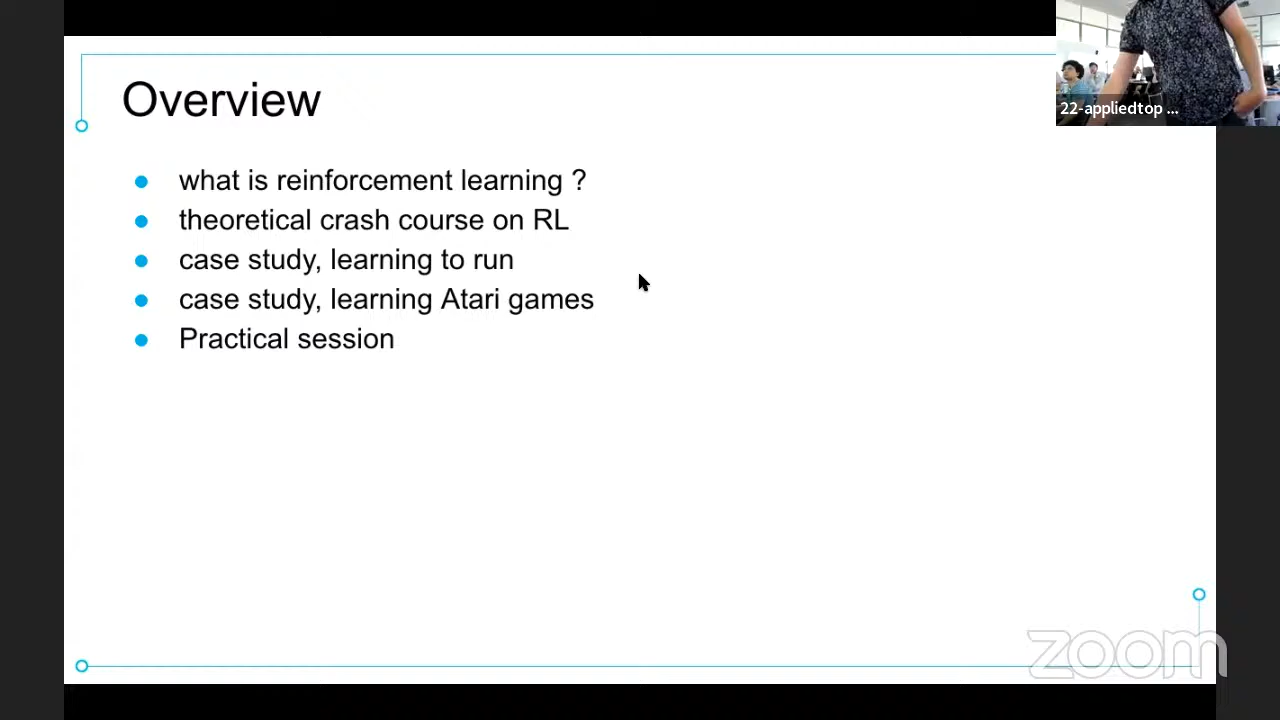 Overview
what is reinforcement learning ?
theoretical crash course on RL
case study, learning to run
case study, learning Atari games
Practical session
22-appliedtop ...
zoom